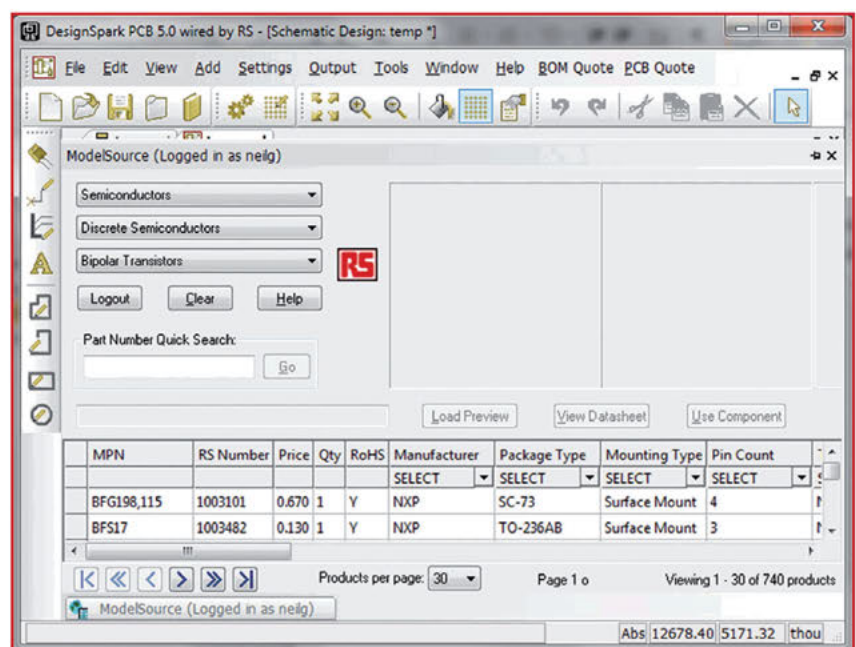 DesignSpark PCB 5.0 wired by RS - [Schematic Design: temp *]
File Edit View Add Settings Output Tools Window Help BOM Quote PCB Quote
ModelSource (Logged in as neilg)
Semiconductors
Discrete Semiconductors
Bipolar Transistors
RS
Logout Clear Help
Part Number Quick Search:
Go
Load Preview View Datasheet Use Component
MPN RS Number Price Qty RoHS Manufacturer Package Type Mounting Type Pin Count
SELECT SELECT SELECT SELECT
BFG198,115 1003101 0.670 1 Y NXP SC-73 Surface Mount 4
BFS17 1003482 0.130 1 Y NXP TO-236AB Surface Mount 3
Products per page: 30 Page 1 o Viewing 1 - 30 of 740 products
ModelSource (Logged in as neilg)
Abs 12678.40 5171.32 thou